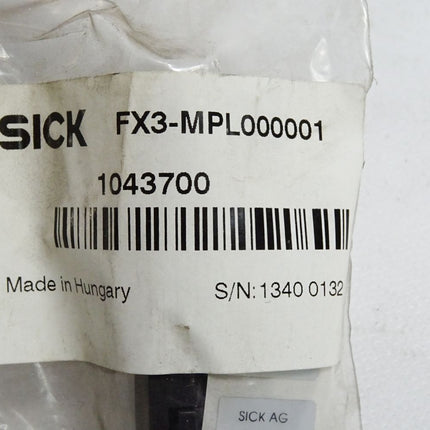 SICK FX3-MPL000001
1043700
Made in Hungary S/N: 1340 0132
SICK AG